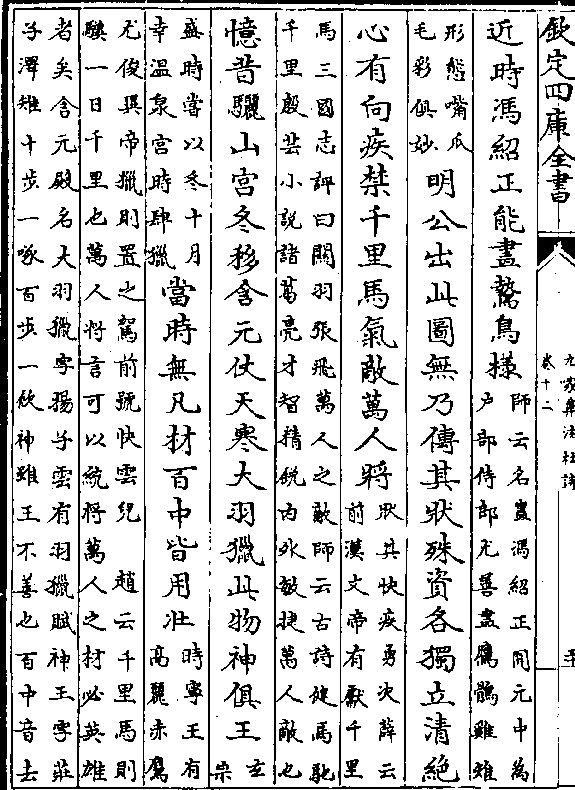 欽定四庫全書
九家集注杜詩
卷十二
近時馮紹正能畫鷙鳥樣
師云名畫馮紹正開元中為
戶部侍郎尤善畫鷹鶻雞雉
形態嘴爪
毛彩俱妙
明公出此圖無乃傳其狀殊資各獨立清絕
心有向疾禁千里馬氣敵萬人將
狀其快疾勇決薛云
前漢文帝有獻千里
馬三國志評曰關羽張飛萬人之敵師云古詩健馬馳
千里殷芸小說諸葛亮才智精銳內外敏捷萬人敵也
憶昔驪山宮冬移含元仗天寒大羽獵此物神俱王
玄
宗
盛時嘗以冬十月
幸溫泉宮時肆獵
當時無凡材百中皆用壯
時寧王有
高麗赤鷹
尤俊異帝獵則置之駕前號快雲兒 趙云千里馬則
驥一日千里也萬人將言可以統將萬人之材必英雄
者矣含元殿名大羽獵字揚子雲有羽獵賦神王字莊
子澤雉十步一啄百步一飲神雖王不善也百中音去